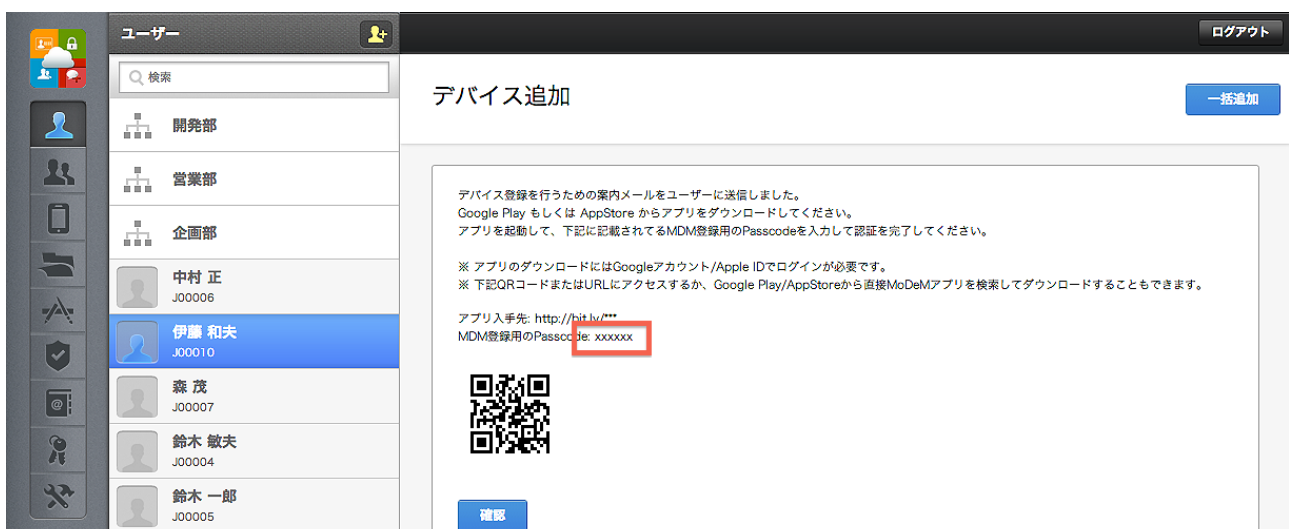 ユーザー
ログアウト
検索
デバイス追加
一括追加
開発部
営業部
企画部
中村 正
J00006
伊藤 和夫
J00010
森 茂
J00007
鈴木 敏夫
J00004
鈴木 一郎
J00005
デバイス登録を行うための案内メールをユーザーに送信しました。
Google Play もしくは AppStore からアプリをダウンロードしてください。
アプリを起動して、下記に記載されてるMDM登録用のPasscodeを入力して認証を完了してください。
※ アプリのダウンロードにはGoogleアカウント/Apple IDでログインが必要です。
※ 下記QRコードまたはURLにアクセスするか、Google Play/AppStoreから直接MoDeMアプリを検索してダウンロードすることもできます。
アプリ入手先: http://bit.ly/***
MDM登録用のPasscode: xxxxxx
確認